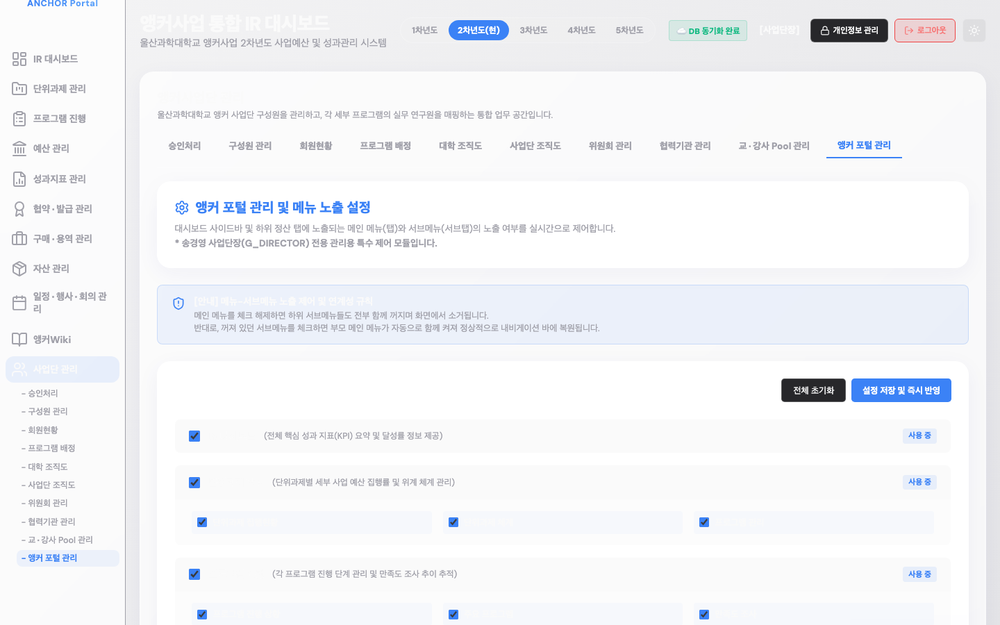 ANCHOR Portal
IR 대시보드
단위과제 관리
프로그램 진행
예산 관리
성과지표 관리
협약·발급 관리
구매·용역 관리
자산 관리
일정·행사·회의 관
리
앵커Wiki
사업단 관리
- 승인처리
- 구성원 관리
- 회원현황
- 프로그램 배정
- 대학 조직도
- 사업단 조직도
- 위원회 관리
- 협력기관 관리
- 교·강사 Pool 관리
- 앵커 포털 관리
앵커사업 통합 IR 대시보드
울산과학대학교 앵커사업 2차년도 사업예산 및 성과관리 시스템
1차년도 2차년도(현) 3차년도 4차년도 5차년도
DB 동기화 완료
[사업단장]
개인정보 관리
로그아웃
울산과학대학교 앵커 사업단 구성원을 관리하고, 각 세부 프로그램의 실무 연구원을 매핑하는 통합 업무 공간입니다.
승인처리 구성원 관리 회원현황 프로그램 배정 대학 조직도 사업단 조직도 위원회 관리 협력기관 관리 교·강사 Pool 관리 앵커 포털 관리
앵커 포털 관리 및 메뉴 노출 설정
대시보드 사이드바 및 하위 정산 탭에 노출되는 메인 메뉴(탭)와 서브메뉴(서브탭)의 노출 여부를 실시간으로 제어합니다.
* 송경영 사업단장(G_DIRECTOR) 전용 관리용 특수 제어 모듈입니다.
[안내] 메뉴-서브메뉴 노출 제어 및 연계성 규칙
메인 메뉴를 체크 해제하면 하위 서브메뉴들도 전부 함께 꺼지며 화면에서 소거됩니다.
반대로, 꺼져 있던 서브메뉴를 체크하면 부모 메인 메뉴가 자동으로 함께 켜져 정상적으로 내비게이션 바에 복원됩니다.
전체 초기화
설정 저장 및 즉시 반영
(전체 핵심 성과 지표(KPI) 요약 및 달성률 정보 제공)
사용 중
(단위과제별 세부 사업 예산 집행률 및 위계 체계 관리)
사용 중
(각 프로그램 진행 단계 관리 및 만족도 조사 추이 추적)
사용 중